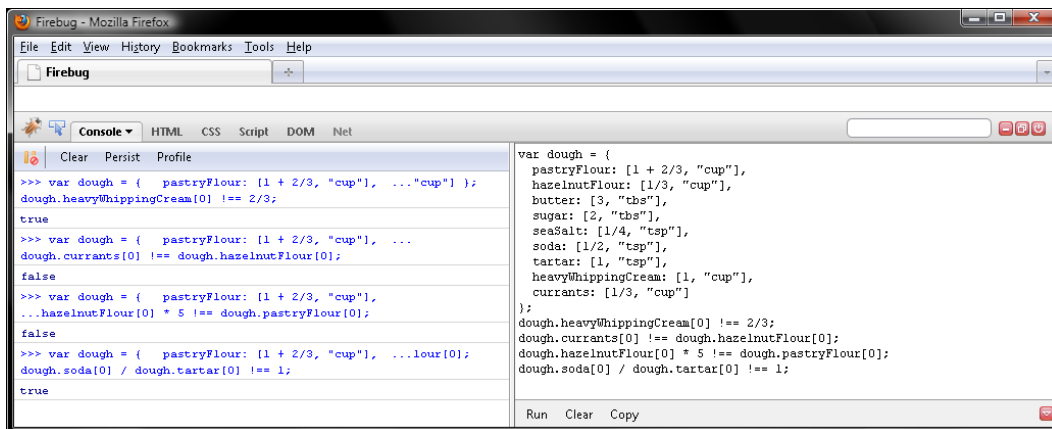 Firebug - Mozilla Firefox
File Edit View History Bookmarks Tools Help
Firebug
Console HTML CSS Script DOM Net
Clear Persist Profile
>>> var dough = { pastryFlour: [1 + 2/3, "cup"], ..."cup"] };
dough.heavyWhippingCream[0] !== 2/3;
true
>>> var dough = { pastryFlour: [1 + 2/3, "cup"], ...
dough.currants[0] !== dough.hazelnutFlour[0];
false
>>> var dough = { pastryFlour: [1 + 2/3, "cup"],
...hazelnutFlour[0] * 5 !== dough.pastryFlour[0];
false
>>> var dough = { pastryFlour: [1 + 2/3, "cup"], ...lour[0];
dough.soda[0] / dough.tartar[0] !== 1;
true
var dough = {
pastryFlour: [1 + 2/3, "cup"],
hazelnutFlour: [1/3, "cup"],
butter: [3, "tbs"],
sugar: [2, "tbs"],
seaSalt: [1/4, "tsp"],
soda: [1/2, "tsp"],
tartar: [1, "tsp"],
heavyWhippingCream: [1, "cup"],
currants: [1/3, "cup"]
};
dough.heavyWhippingCream[0] !== 2/3;
dough.currants[0] !== dough.hazelnutFlour[0];
dough.hazelnutFlour[0] * 5 !== dough.pastryFlour[0];
dough.soda[0] / dough.tartar[0] !== 1;
Run Clear Copy